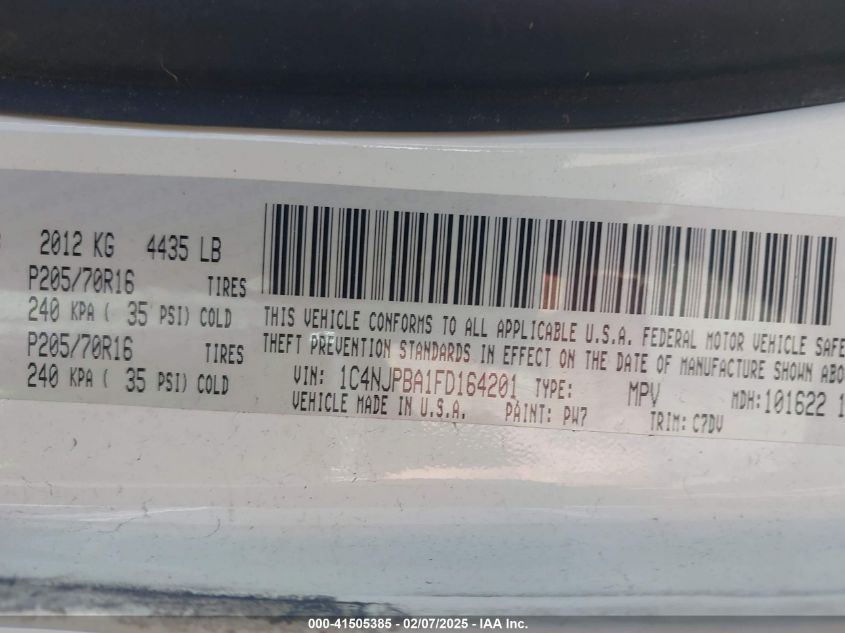 2012 KG 4435 LB
P205/70R16 TIRES
240 KPA ( 35 PSI) COLD
P205/70R16 TIRES
240 KPA ( 35 PSI) COLD
THIS VEHICLE CONFORMS TO ALL APPLICABLE U.S.A. FEDERAL MOTOR VEHICLE SAFE
THEFT PREVENTION STANDARDS IN EFFECT ON THE DATE OF MANUFACTURE SHOWN ABO
VIN: 1C4NJPBA1FD164201 TYPE: MPV MDH:101622 1
VEHICLE MADE IN U.S.A. PAINT: PW7 TRIM: C7DV
000-41505385 - 02/07/2025 - IAA Inc.